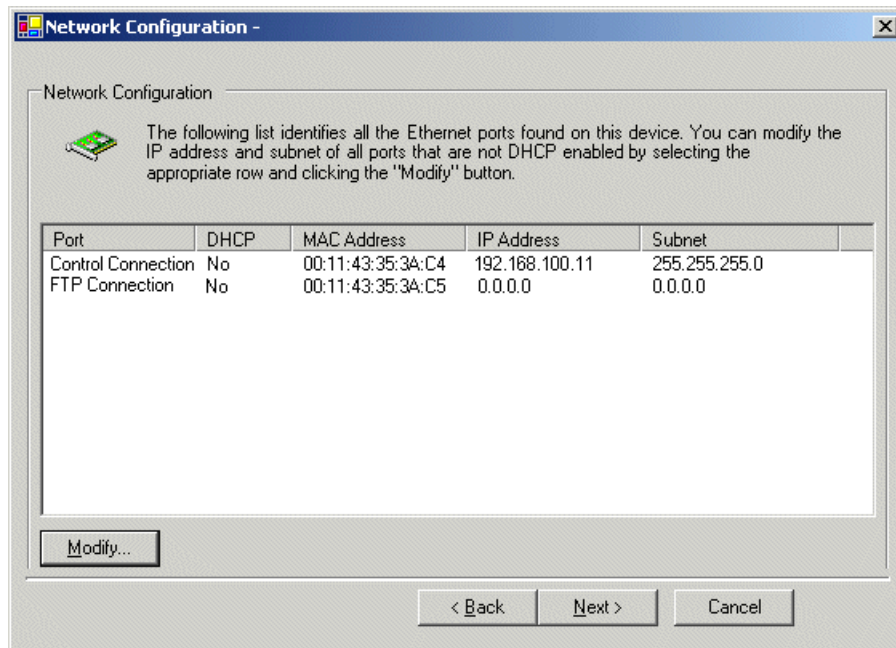 Network Configuration -
Network Configuration
The following list identifies all the Ethernet ports found on this device. You can modify the
IP address and subnet of all ports that are not DHCP enabled by selecting the
appropriate row and clicking the "Modify" button.
Port DHCP MAC Address IP Address Subnet
Control Connection No 00:11:43:35:3A:C4 192.168.100.11 255.255.255.0
FTP Connection No 00:11:43:35:3A:C5 0.0.0.0 0.0.0.0
Modify...
< Back Next > Cancel